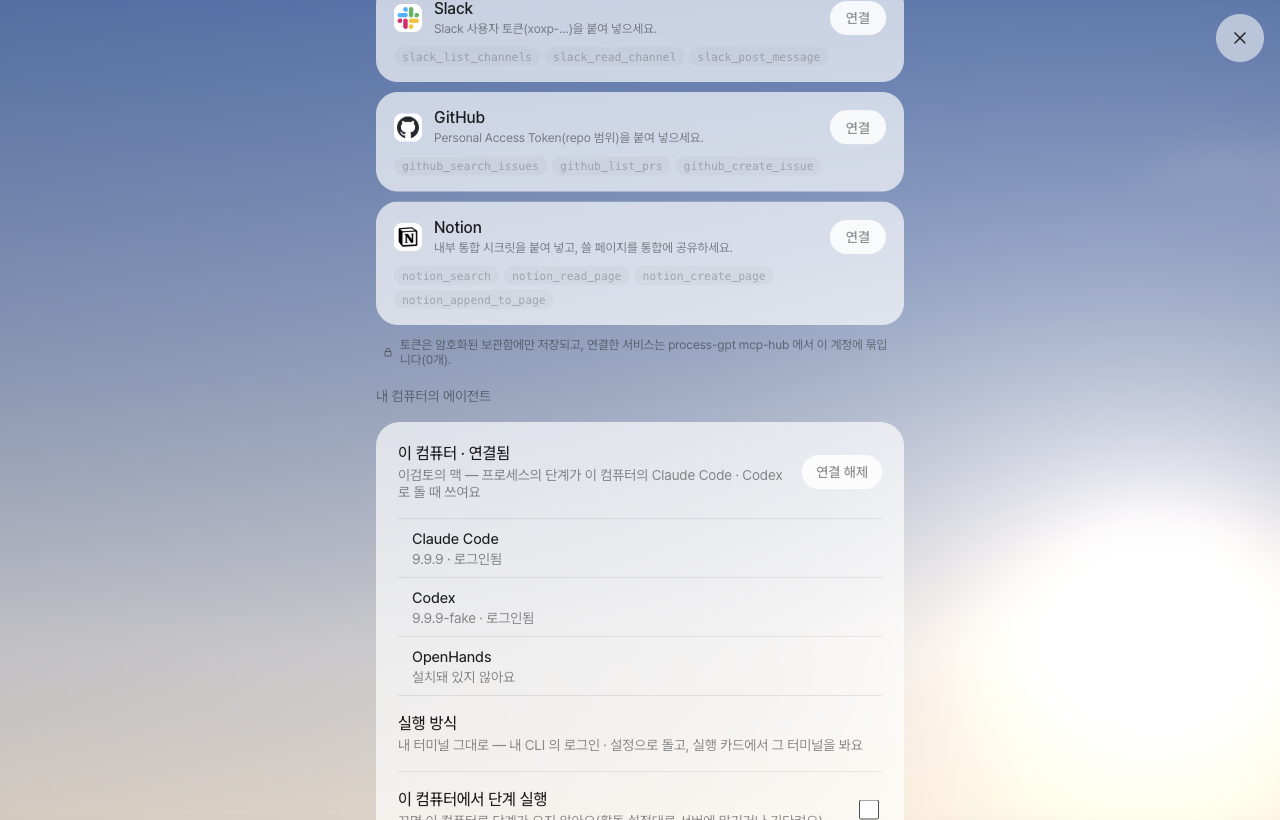 Slack
연결
Slack 사용자 토큰(xoxp-…)을 붙여 넣으세요.
slack_list_channels slack_read_channel slack_post_message
GitHub
연결
Personal Access Token(repo 범위)을 붙여 넣으세요.
github_search_issues github_list_prs github_create_issue
Notion
연결
내부 통합 시크릿을 붙여 넣고, 쓸 페이지를 통합에 공유하세요.
notion_search notion_read_page notion_create_page
notion_append_to_page
토큰은 암호화된 보관함에만 저장되고, 연결한 서비스는 process-gpt mcp-hub 에서 이 계정에 묶입
니다(0개).
내 컴퓨터의 에이전트
이 컴퓨터 · 연결됨
이검토의 맥 — 프로세스의 단계가 이 컴퓨터의 Claude Code · Codex
로 돌 때 쓰여요
연결 해제
Claude Code
9.9.9 · 로그인됨
Codex
9.9.9-fake · 로그인됨
OpenHands
설치돼 있지 않아요
실행 방식
내 터미널 그대로 — 내 CLI 의 로그인 · 설정으로 돌고, 실행 카드에서 그 터미널을 봐요
이 컴퓨터에서 단계 실행